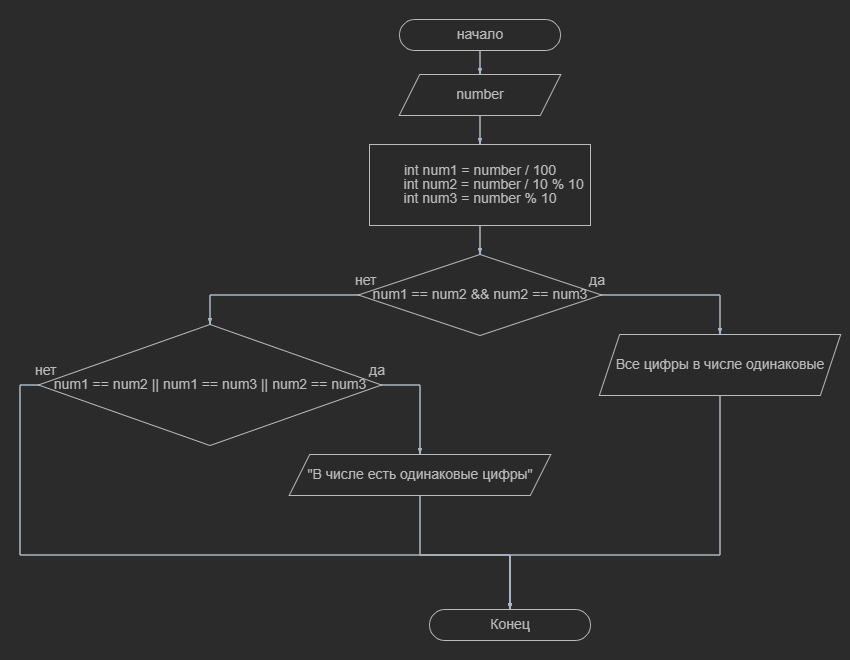 начало
number
int num1 = number / 100
int num2 = number / 10 % 10
int num3 = number % 10
нет
да
num1 == num2 && num2 == num3
нет
да
num1 == num2 || num1 == num3 || num2 == num3
Все цифры в числе одинаковые
"В числе есть одинаковые цифры"
Конец